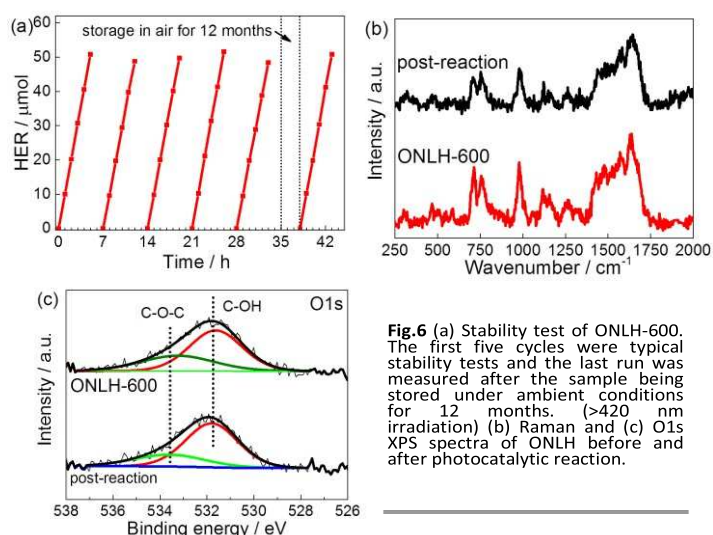 (a)
60
50
40
30
20
10
0
HER / μmol
storage in air for 12 months
0 7 14 21 28 35 42
Time / h
(b)
Intensity / a.u.
post-reaction
ONLH-600
250 500 750 1000 1250 1500 1750 2000
Wavenumber / cm-1
(c)
C-O-C
C-OH
O1s
Intensity / a.u.
ONLH-600
post-reaction
538 536 534 532 530 528 526
Binding energy / eV
Fig.6 (a) Stability test of ONLH-600.
The first five cycles were typical
stability tests and the last run was
measured after the sample being
stored under ambient conditions
for 12 months. (>420 nm
irradiation) (b) Raman and (c) O1s
XPS spectra of ONLH before and
after photocatalytic reaction.